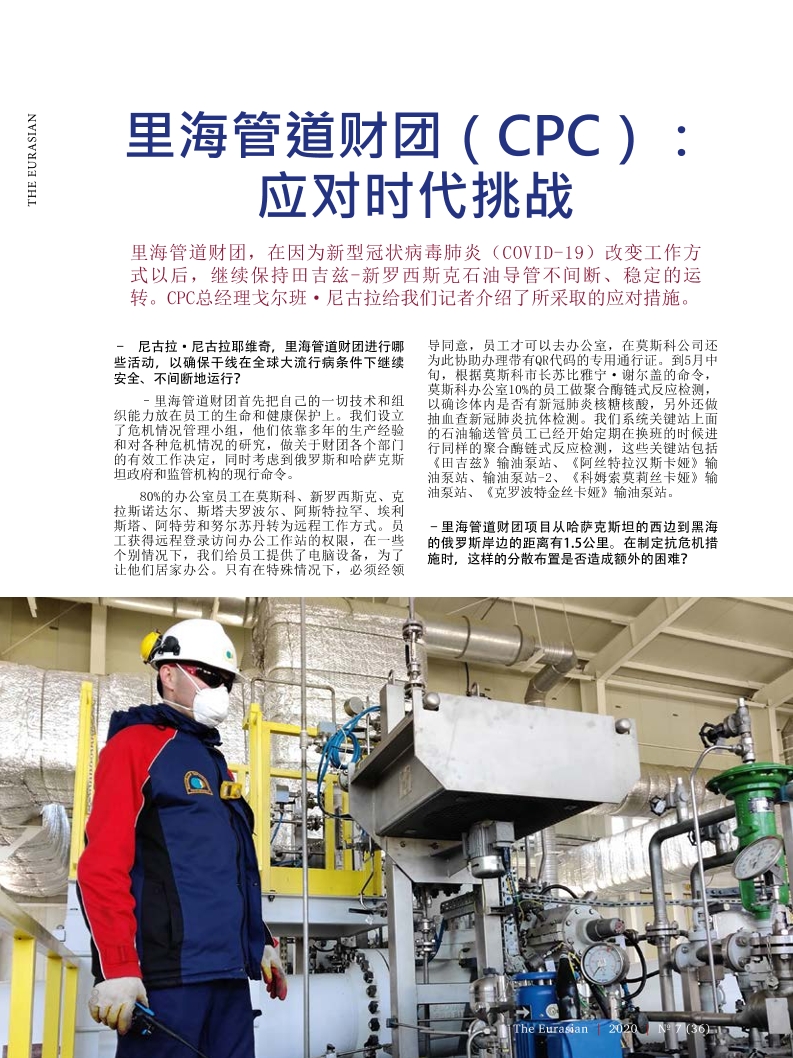 THE EURASIAN
里海管道财团（CPC）：
应对时代挑战
里海管道财团，在因为新型冠状病毒肺炎（COVID-19）改变工作方
式以后，继续保持田吉兹-新罗西斯克石油导管不间断、稳定的运
转。CPC总经理戈尔班·尼古拉给我们记者介绍了所采取的应对措施。
– 尼古拉·尼古拉耶维奇，里海管道财团进行哪
些活动，以确保干线在全球大流行病条件下继续
安全、不间断地运行？
– 里海管道财团首先把自己的一切技术和组
织能力放在员工的生命和健康保护上。我们设立
了危机情况管理小组，他们依靠多年的生产经验
和对各种危机情况的研究，做关于财团各个部门
的有效工作决定，同时考虑到俄罗斯和哈萨克斯
坦政府和监管机构的现行命令。
80%的办公室员工在莫斯科、新罗西斯克、克
拉斯诺达尔、斯塔夫罗波尔、阿斯特拉罕、埃利
斯塔、阿特劳和努尔苏丹转为远程工作方式。员
工获得远程登录访问办公工作站的权限，在一些
个别情况下，我们给员工提供了电脑设备，为了
让他们居家办公。只有在特殊情况下，必须经领
导同意，员工才可以去办公室，在莫斯科公司还
为此协助办理带有QR代码的专用通行证。到5月中
旬，根据莫斯科市长苏比雅宁·谢尔盖的命令，
莫斯科办公室10%的员工做聚合酶链式反应检测，
以确诊体内是否有新冠肺炎核糖核酸，另外还做
抽血查新冠肺炎抗体检测。我们系统关键站上面
的石油输送管员工已经开始定期在换班的时候进
行同样的聚合酶链式反应检测，这些关键站包括
《田吉兹》输油泵站、《阿丝特拉汉斯卡娅》输
油泵站、输油泵站-2、《科姆索莫莉丝卡娅》输
油泵站、《克罗波特金丝卡娅》输油泵站。
– 里海管道财团项目从哈萨克斯坦的西边到黑海
的俄罗斯岸边的距离有1.5公里。在制定抗危机措
施时，这样的分散布置是否造成额外的困难？
The Eurasian | 2020 | № 7 (36)